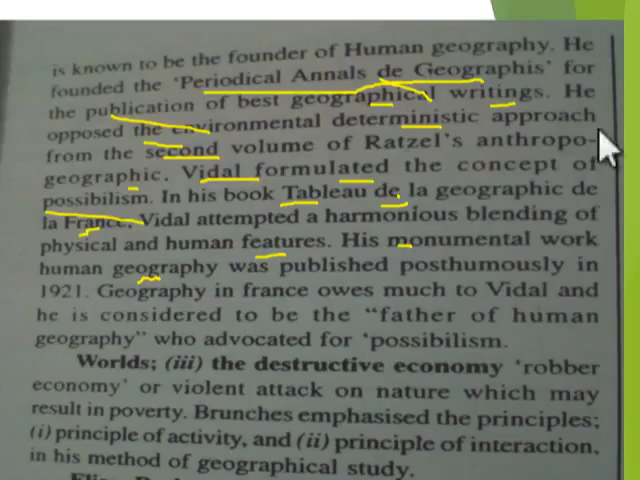 is known to be the founder of Human geography. He
founded the 'Periodical Annals de Geographis' for
the publication of best geographical writings. He
opposed the environmental deterministic approach
from the second volume of Ratzel's anthropo-
geographic. Vidal formulated the concept of
possibilism. In his book Tableau de la geographic de
la France, Vidal attempted a harmonious blending of
physical and human features. His monumental work
human geography was published posthumously in
1921. Geography in france owes much to Vidal and
he is considered to be the "father of human
geography" who advocated for 'possibilism.
Worlds; (iii) the destructive economy 'robber
economy' or violent attack on nature which may
result in poverty. Brunches emphasised the principles;
(i) principle of activity, and (ii) principle of interaction,
in his method of geographical study.